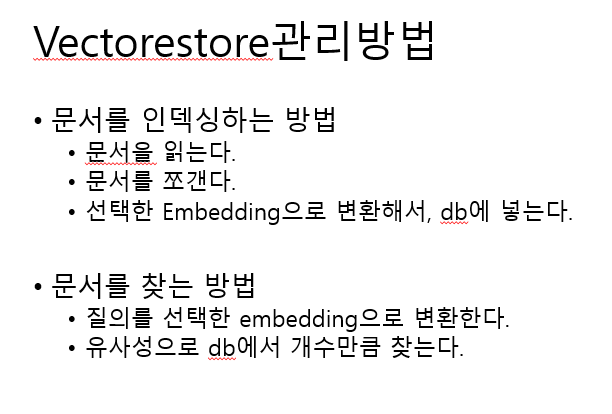 Vectorestore관리방법
• 문서를 인덱싱하는 방법
• 문서을 읽는다.
• 문서를 쪼갠다.
• 선택한 Embedding으로 변환해서, db에 넣는다.
• 문서를 찾는 방법
• 질의를 선택한 embedding으로 변환한다.
• 유사성으로 db에서 개수만큼 찾는다.